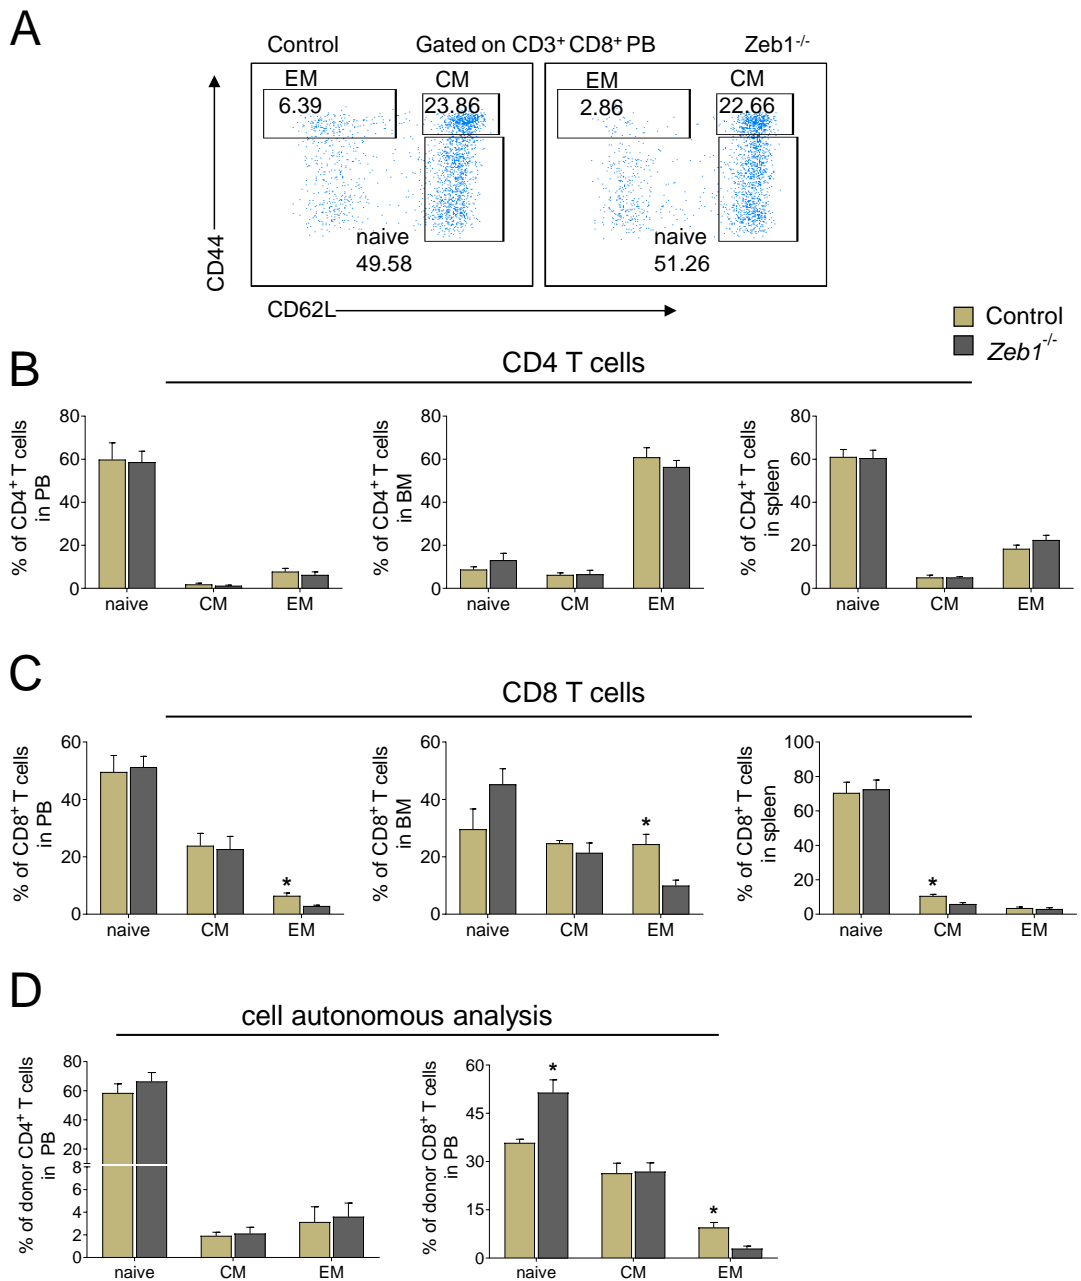 A
Control
Gated on CD3+ CD8+ PB
Zeb1-/-
EM
6.39
CM
23.86
EM
2.86
CM
22.66
naive
49.58
naive
51.26
CD44
CD62L
Control
Zeb1-/-
B
CD4 T cells
% of CD4+ T cells
in PB
80
60
40
20
0
naive CM EM
% of CD4+ T cells
in BM
80
60
40
20
0
naive CM EM
% of CD4+ T cells
in spleen
80
60
40
20
0
naive CM EM
C
CD8 T cells
% of CD8+ T cells
in PB
60
40
20
0
*
naive CM EM
% of CD8+ T cells
in BM
60
40
20
0
*
naive CM EM
% of CD8+ T cells
in spleen
100
80
60
40
20
0
*
naive CM EM
D
cell autonomous analysis
% of donor CD4+ T cells
in PB
80
60
40
20
8
6
4
2
0
naive CM EM
% of donor CD8+ T cells
in PB
60
45
30
15
0
*
*
naive CM EM